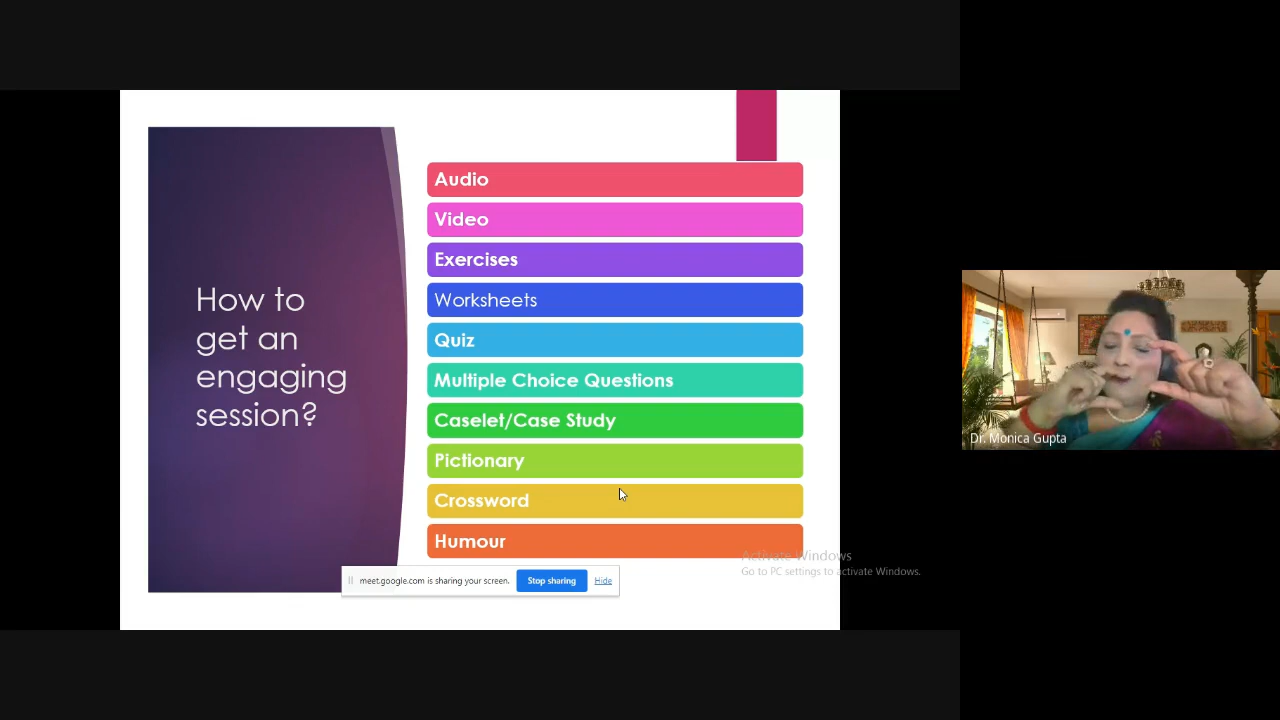 How to
get an
engaging
session?
Audio
Video
Exercises
Worksheets
Quiz
Multiple Choice Questions
Caselet/Case Study
Pictionary
Crossword
Humour
meet.google.com is sharing your screen. Stop sharing Hide
Activate Windows
Go to PC settings to activate Windows.
Dr. Monica Gupta